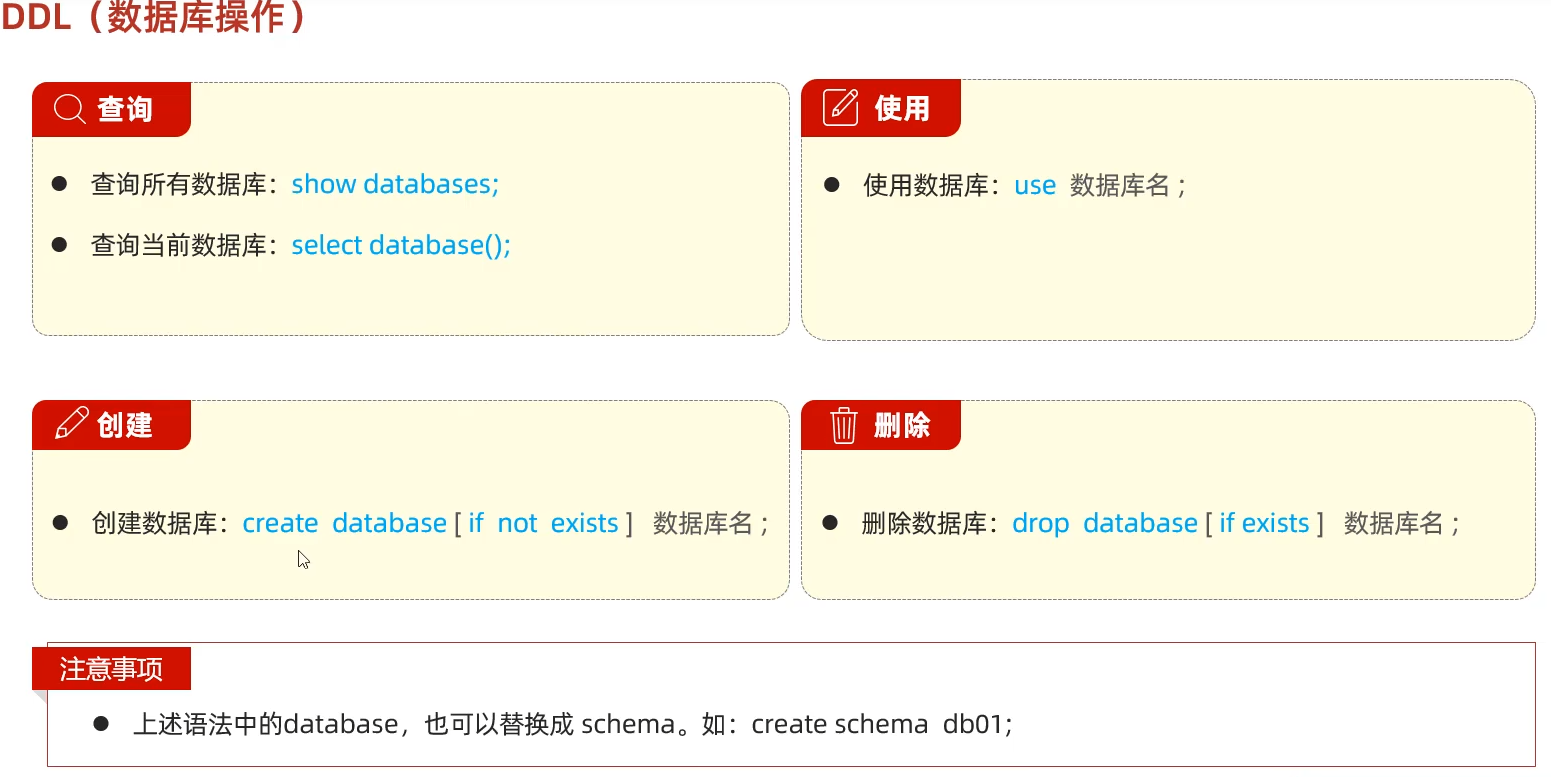 DDL（数据库操作）
查询
查询所有数据库：show databases;
查询当前数据库：select database();
使用
使用数据库：use 数据库名 ;
创建
创建数据库：create database [ if not exists ] 数据库名 ;
删除
删除数据库：drop database [ if exists ] 数据库名 ;
注意事项
上述语法中的database，也可以替换成 schema。如：create schema db01;